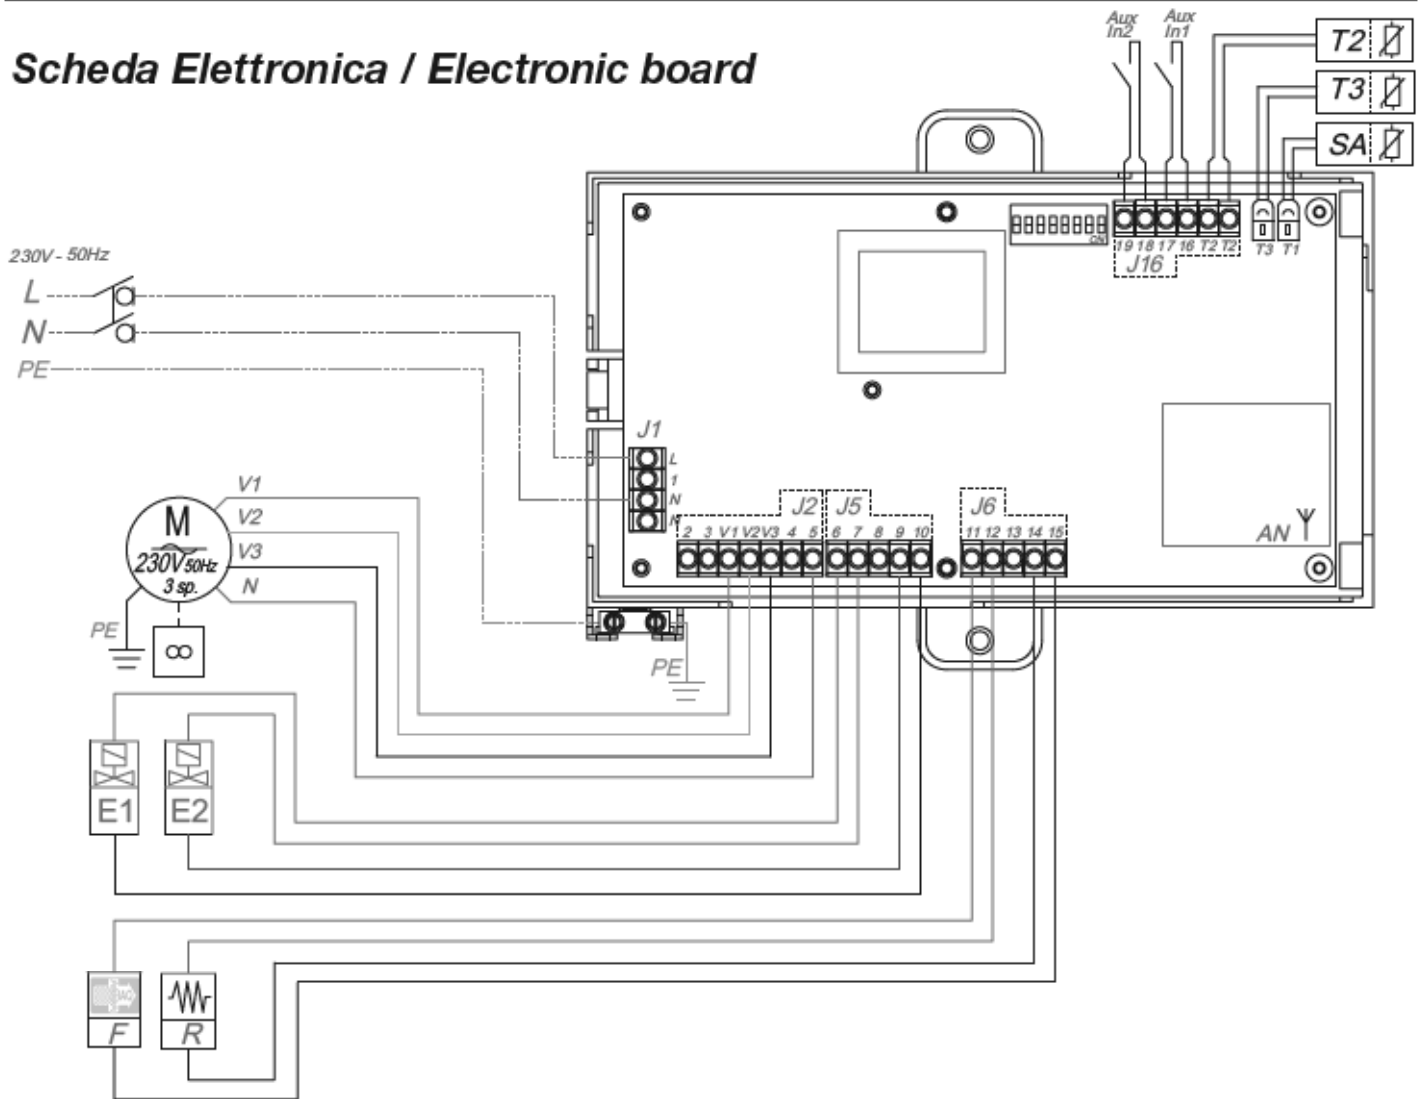 Aux
In2
Aux
In1
T2
T3
SA
Scheda Elettronica / Electronic board
ON
19 18 17 16 T2 T2
T3 T1
J16
230V - 50Hz
L
N
PE
J1
L
1
N
N
V1
V2
V3
N
M
230V 50Hz
3 sp.
PE
J2
J5
J6
2 3 V1 V2 V3 4 5 6 7 8 9 10
11 12 13 14 15
AN
PE
E1
E2
F
R